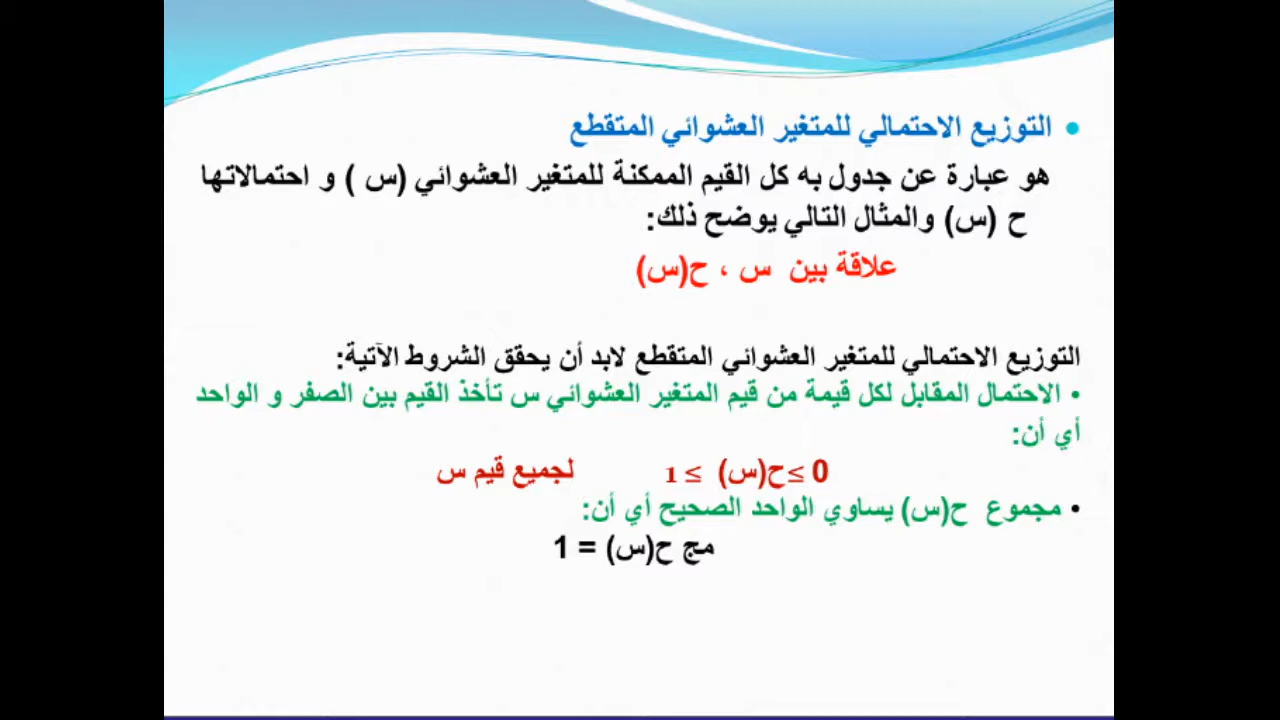 • التوزيع الاحتمالي للمتغير العشوائي المتقطع
هو عبارة عن جدول به كل القيم الممكنة للمتغير العشوائي (س ) و احتمالاتها
ح (س) والمثال التالي يوضح ذلك:
علاقة بين س ، ح(س)
التوزيع الاحتمالي للمتغير العشوائي المتقطع لابد أن يحقق الشروط الآتية:
• الاحتمال المقابل لكل قيمة من قيم المتغير العشوائي س تأخذ القيم بين الصفر و الواحد
أي أن:
0 ≥ح(س) ≥ 1 لجميع قيم س
• مجموع ح(س) يساوي الواحد الصحيح أي أن:
مج ح(س) = 1